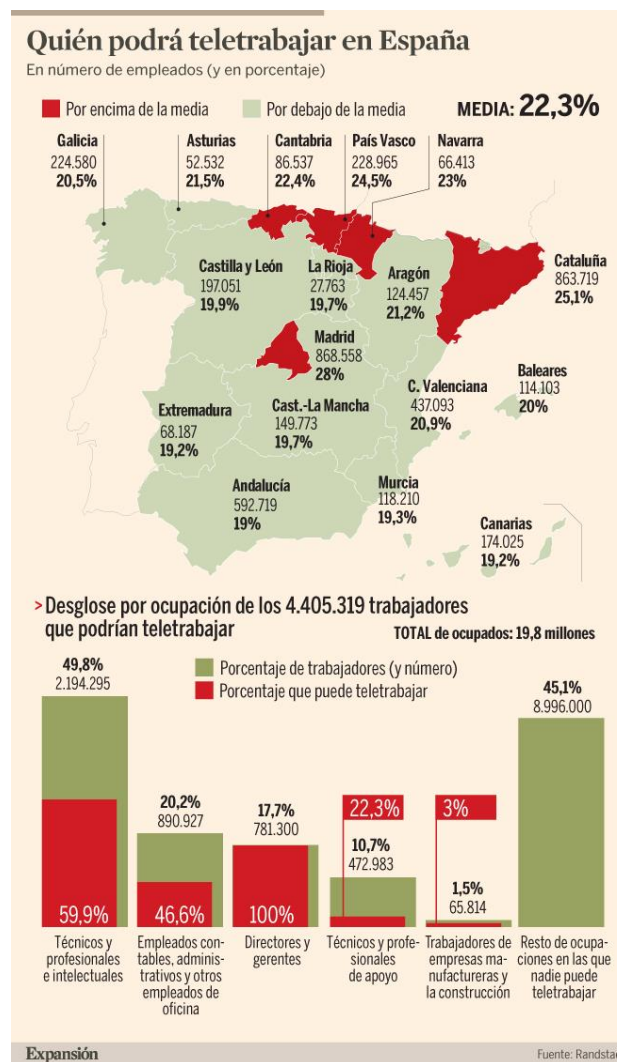 Quién podrá teletrabajar en España
En número de empleados (y en porcentaje)
Por encima de la media
Por debajo de la media
MEDIA: 22,3%
Galicia
224.580
20,5%
Asturias
52.532
21,5%
Cantabria
86.537
22,4%
País Vasco
228.965
24,5%
Navarra
66.413
23%
Castilla y León
197.051
19,9%
La Rioja
27.763
19,7%
Aragón
124.457
21,2%
Cataluña
863.719
25,1%
Madrid
868.558
28%
Baleares
114.103
20%
C. Valenciana
437.093
20,9%
Extremadura
68.187
19,2%
Cast.-La Mancha
149.773
19,7%
Andalucía
592.719
19%
Murcia
118.210
19,3%
Canarias
174.025
19,2%
> Desglose por ocupación de los 4.405.319 trabajadores
que podrían teletrabajar
TOTAL de ocupados: 19,8 millones
Porcentaje de trabajadores (y número)
Porcentaje que puede teletrabajar
49,8%
2.194.295
59,9%
Técnicos y
profesionales
e intelectuales
20,2%
890.927
46,6%
Empleados con-
tables, adminis-
trativos y otros
empleados de
oficina
17,7%
781.300
100%
Directores y
gerentes
22,3%
10,7%
472.983
Técnicos y profe-
sionales
de apoyo
3%
1,5%
65.814
Trabajadores de
empresas ma-
nufactureras y
la construcción
45,1%
8.996.000
Resto de ocupa-
ciones en las que
nadie puede
teletrabajar
Expansión
Fuente: Randstad